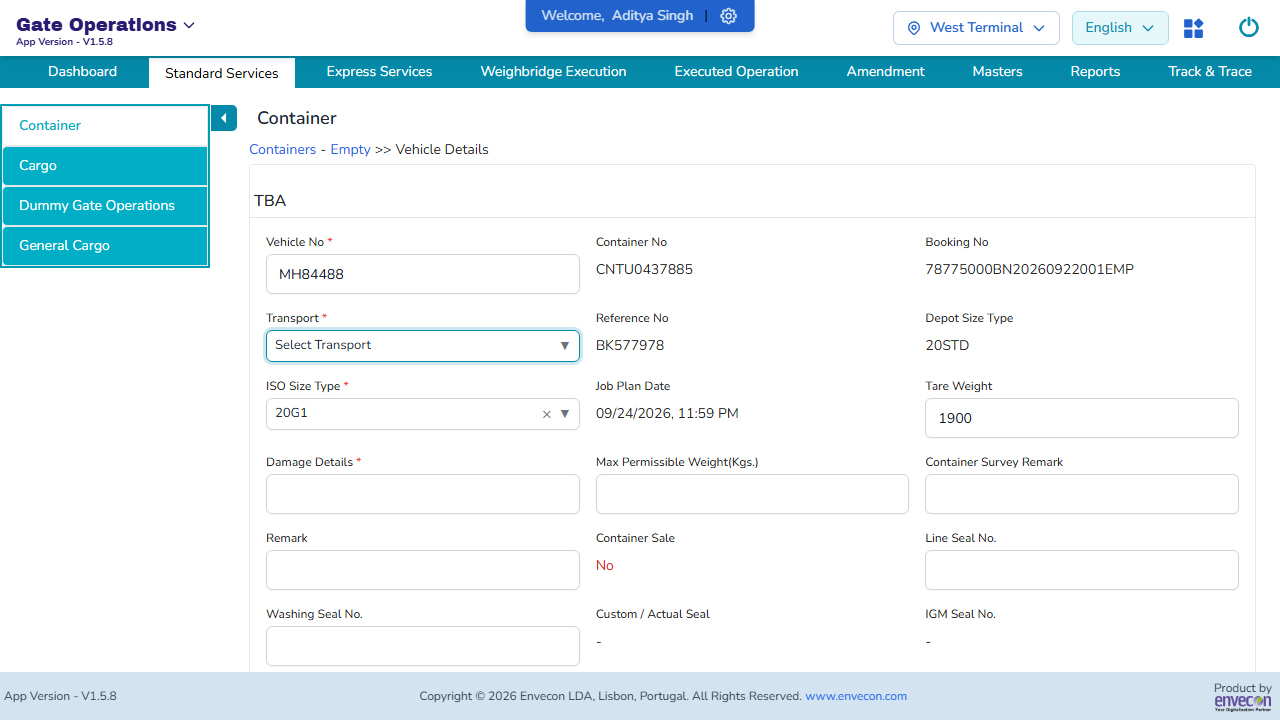 Gate Operations
App Version - V1.5.8
Welcome, Aditya Singh |
West Terminal
English
Dashboard
Standard Services
Express Services
Weighbridge Execution
Executed Operation
Amendment
Masters
Reports
Track & Trace
Container
Cargo
Dummy Gate Operations
General Cargo
Container
Containers - Empty >> Vehicle Details
TBA
Vehicle No *
MH84488
Container No
CNTU0437885
Booking No
78775000BN20260922001EMP
Transport *
Select Transport
Reference No
BK577978
Depot Size Type
20STD
ISO Size Type *
20G1
Job Plan Date
09/24/2026, 11:59 PM
Tare Weight
1900
Damage Details *
Max Permissible Weight(Kgs.)
Container Survey Remark
Remark
Container Sale
No
Line Seal No.
Washing Seal No.
Custom / Actual Seal
-
IGM Seal No.
-
App Version - V1.5.8
Copyright © 2026 Envecon LDA, Lisbon, Portugal. All Rights Reserved. www.envecon.com
Product by
envecon
Your Digitalization Partner